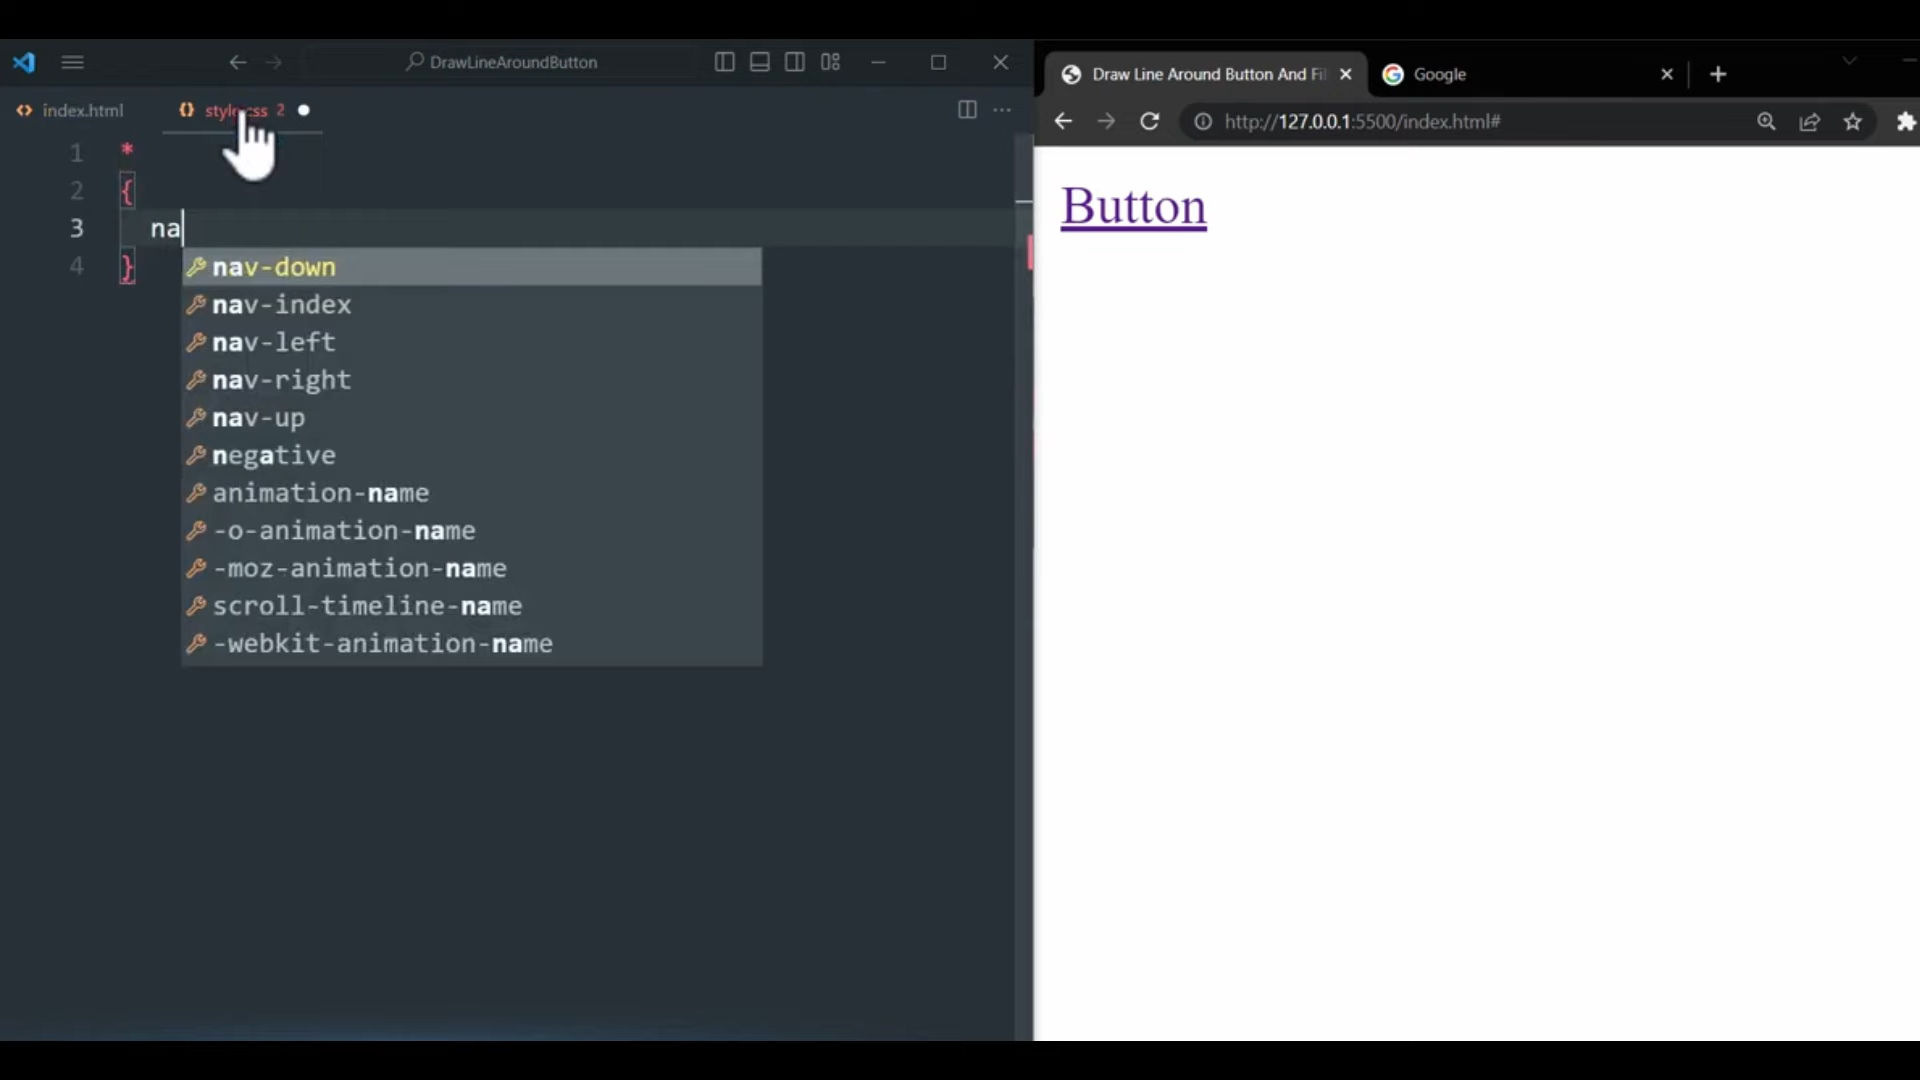 DrawLineAroundButton
index.html
style.css 2
1 *
2 {
3 na
4 }
nav-down
nav-index
nav-left
nav-right
nav-up
negative
animation-name
-o-animation-name
-moz-animation-name
scroll-timeline-name
-webkit-animation-name
Draw Line Around Button And Fil
Google
http://127.0.0.1:5500/index.html#
Button